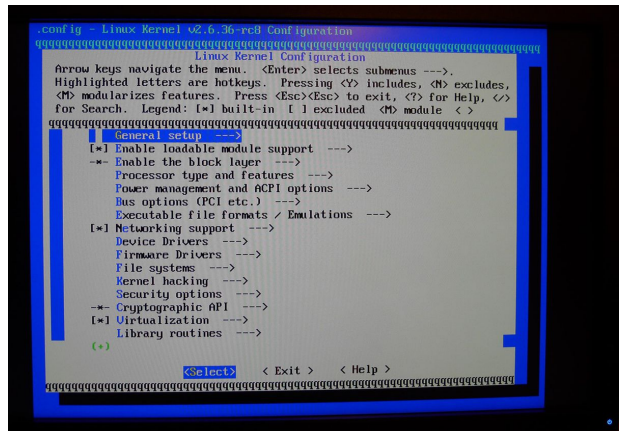 .config - Linux Kernel v2.6.36-rc8 Configuration
qqqqqqqqqqqqqqqqqqqqqqqqqqqqqqqqqqqqqqqqqqqqqqqqqqqqqqqqqqqqqqqqqqqqqqqqqqqqq
Linux Kernel Configuration
Arrow keys navigate the menu. <Enter> selects submenus --->.
Highlighted letters are hotkeys. Pressing <Y> includes, <N> excludes,
<M> modularizes features. Press <Esc><Esc> to exit, <?> for Help, </>
for Search. Legend: [*] built-in [ ] excluded <M> module < >
qqqqqqqqqqqqqqqqqqqqqqqqqqqqqqqqqqqqqqqqqqqqqqqqqqqqqqqqqqqqqqqqqqqqq
General setup --->
[*] Enable loadable module support --->
-*- Enable the block layer --->
Processor type and features --->
Power management and ACPI options --->
Bus options (PCI etc.) --->
Executable file formats / Emulations --->
[*] Networking support --->
Device Drivers --->
Firmware Drivers --->
File systems --->
Kernel hacking --->
Security options --->
-*- Cryptographic API --->
[*] Virtualization --->
Library routines --->
(+)
<Select> < Exit > < Help >
qqqqqqqqqqqqqqqqqqqqqqqqqqqqqqqqqqqqqqqqqqqqqqqqqqqqqqqqqqqqqqqqqqqqqqqqq